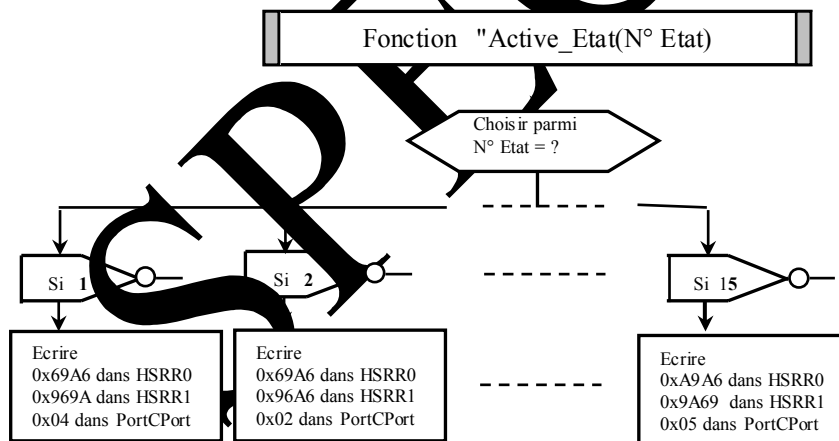 Fonction "Active_Etat(N° Etat)
Choisir parmi
N° Etat = ?
Si 1
Si 2
Si 15
Ecrire
0x69A6 dans HSRR0
0x969A dans HSRR1
0x04 dans PortCPort
Ecrire
0x69A6 dans HSRR0
0x96A6 dans HSRR1
0x02 dans PortCPort
Ecrire
0xA9A6 dans HSRR0
0x9A69 dans HSRR1
0x05 dans PortCPort